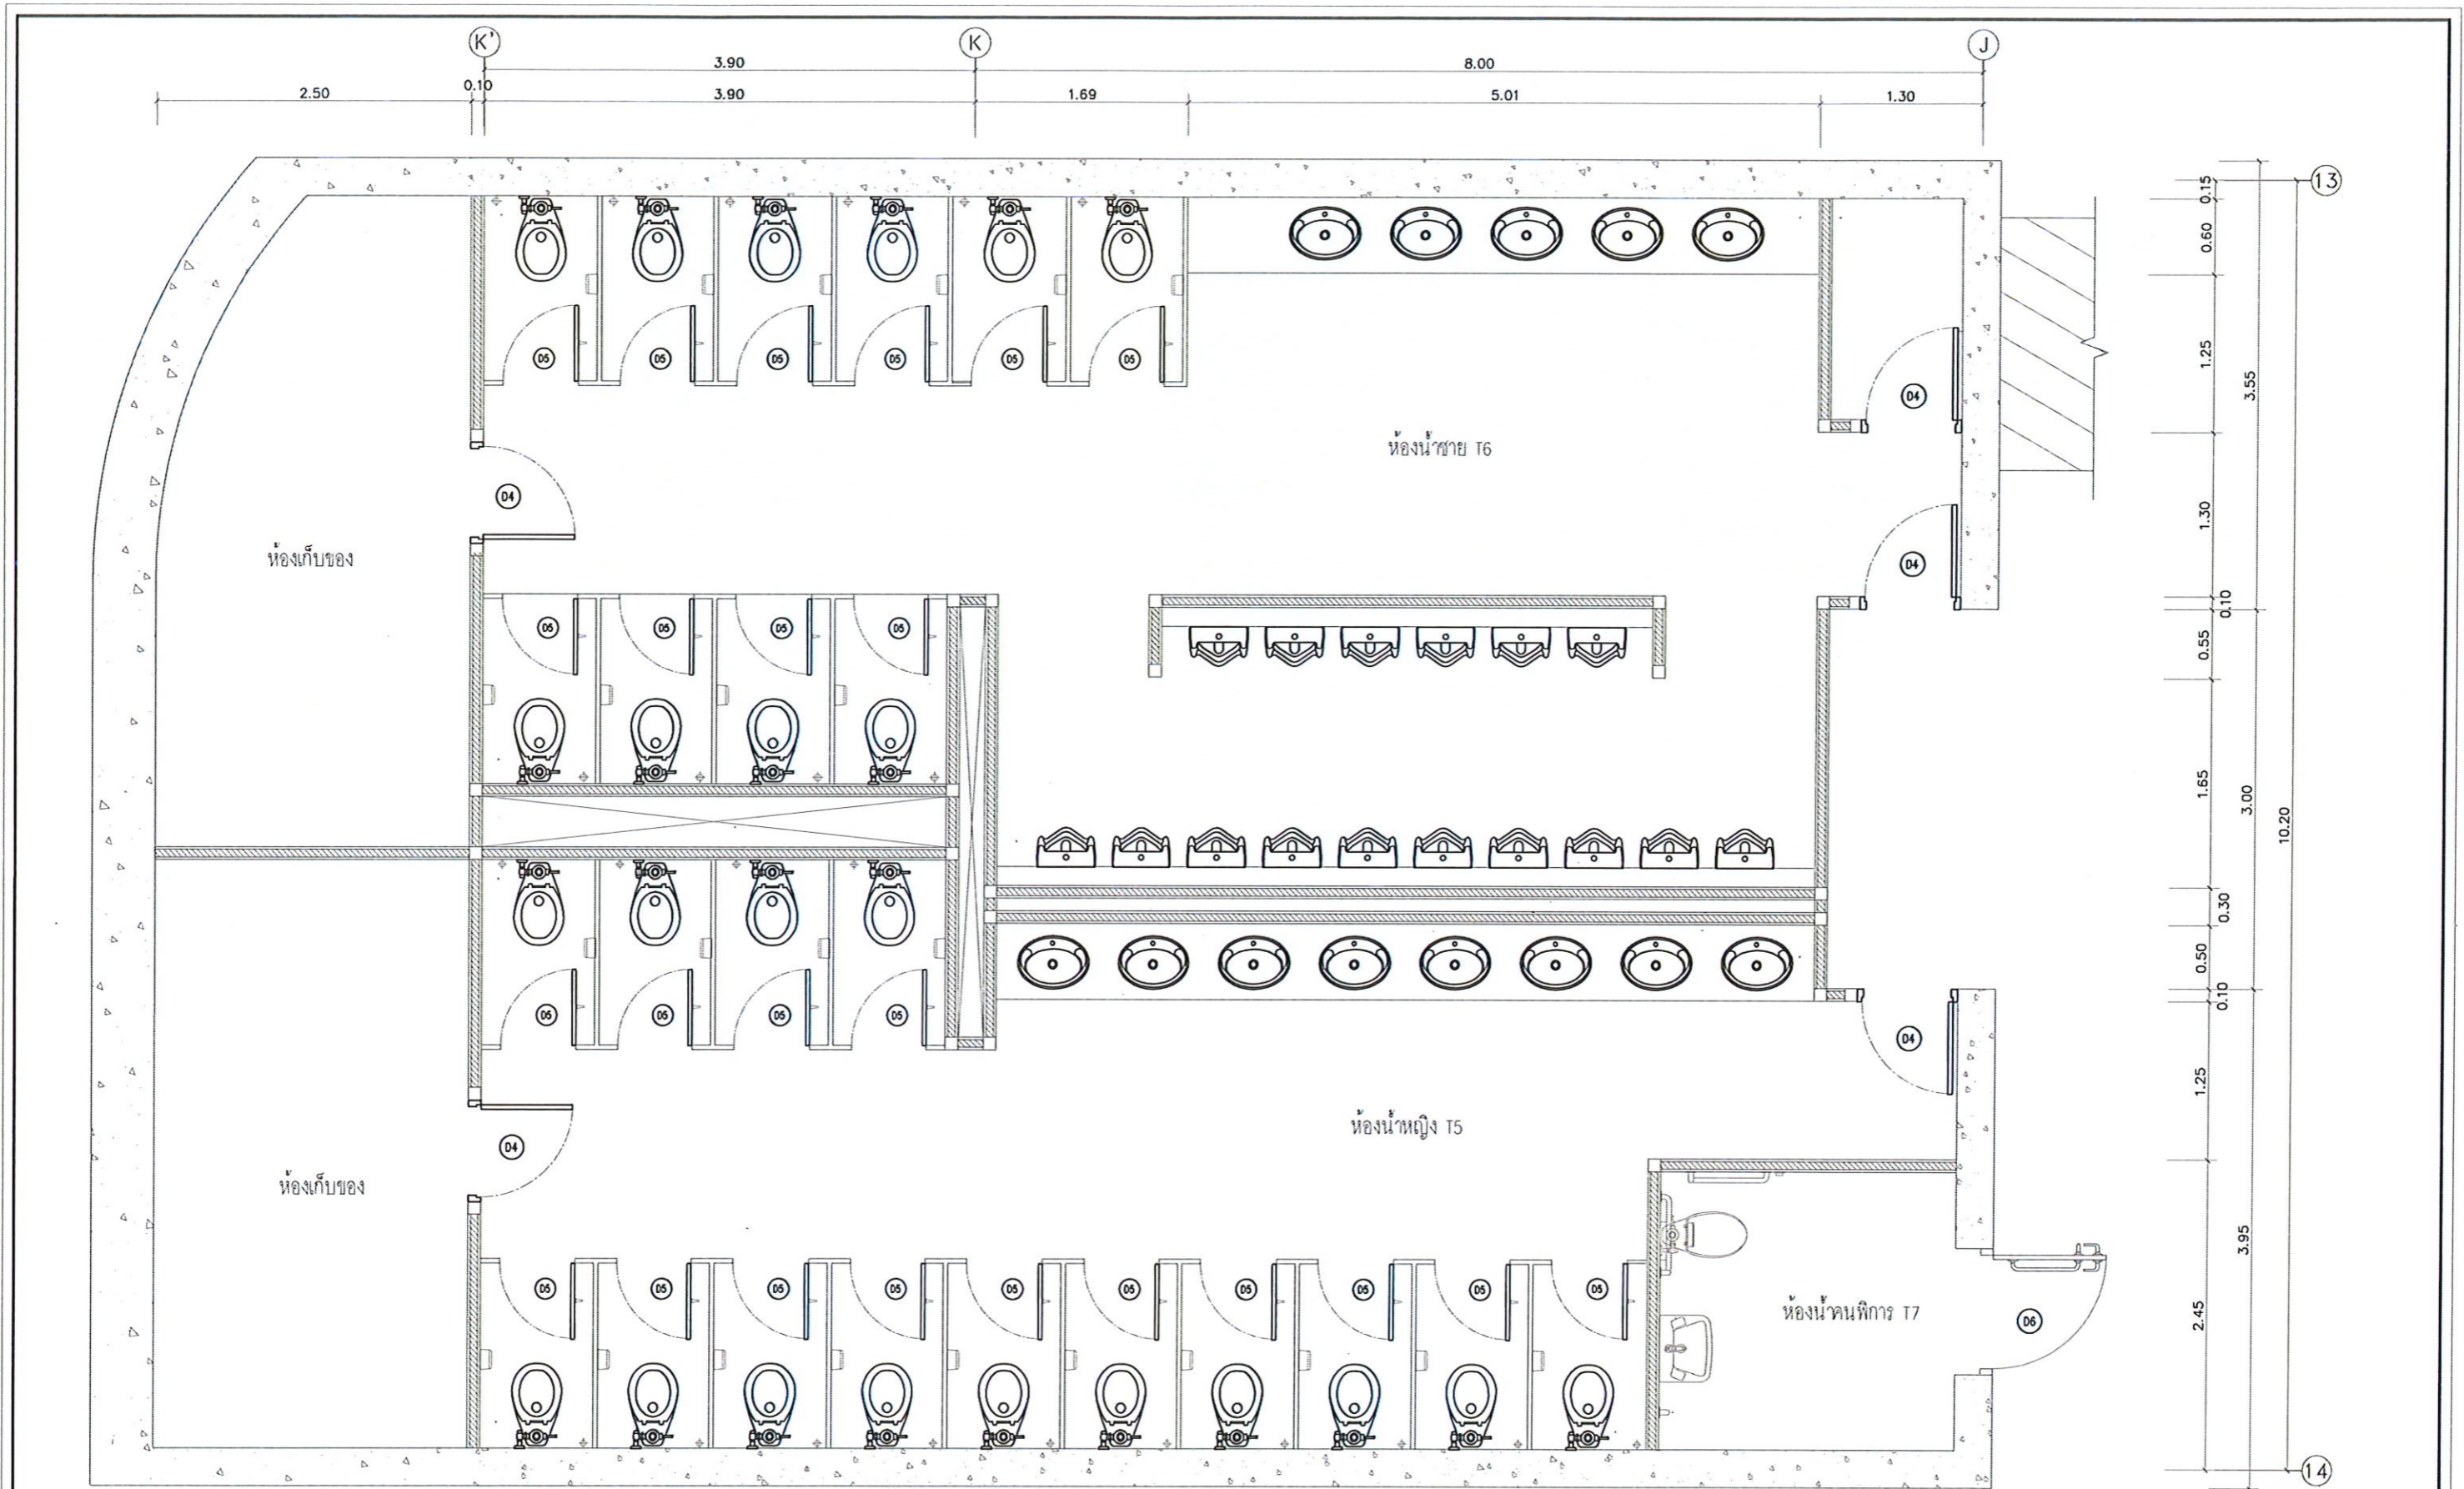 K' K J
3.90 8.00
2.50 0.10 3.90 1.69 5.01 1.30
13
0.15
0.60
D5 D5 D5 D5 D5 D5
1.25
D4
3.55
ห้องน้ำชาย T6
D4
1.30
ห้องเก็บของ
D4
0.10
D5 D5 D5 D5
0.55
1.65
3.00
10.20
0.30
0.50
0.10
D5 D5 D5 D5
D4
1.25
ห้องน้ำหญิง T5
D4
ห้องเก็บของ
3.95
D5 D5 D5 D5 D5 D5 D5 D5 D5 D5
ห้องน้ำคนพิการ T7
D6
2.45
14